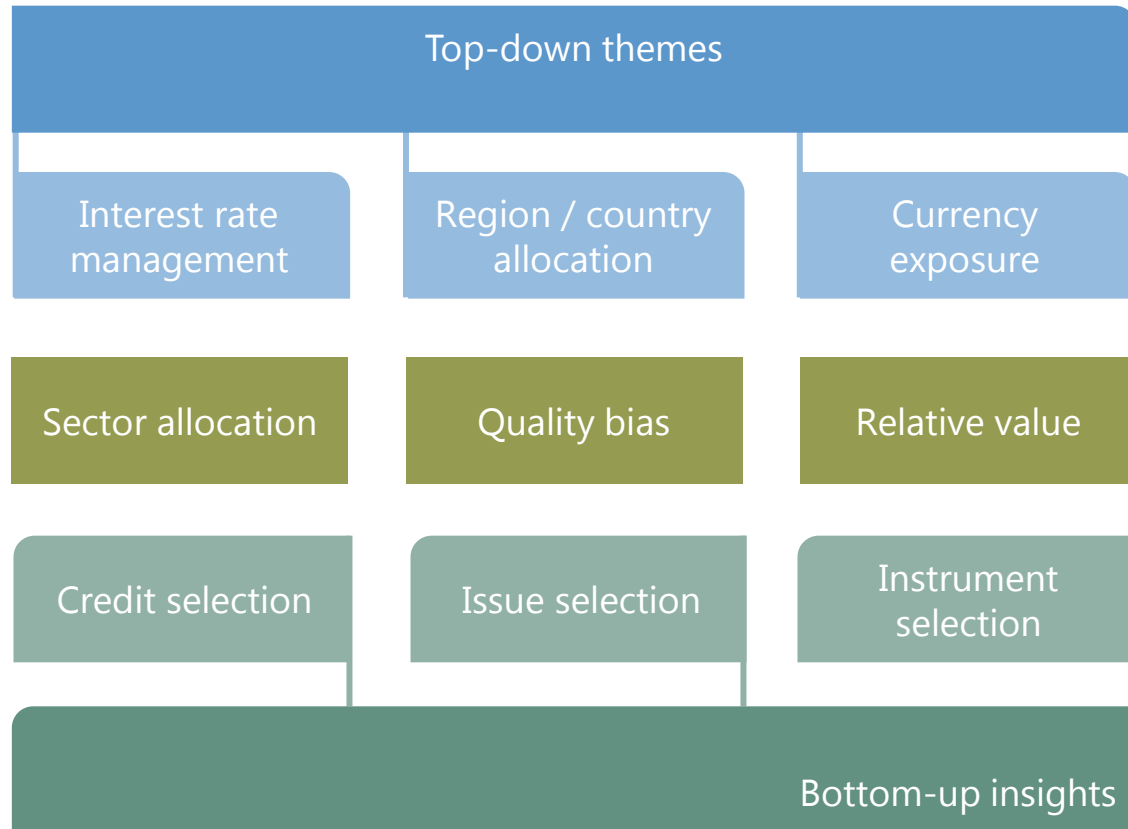 Top-down themes
Interest rate
management
Region / country
allocation
Currency
exposure
Sector allocation
Quality bias
Relative value
Credit selection
Issue selection
Instrument
selection
Bottom-up insights